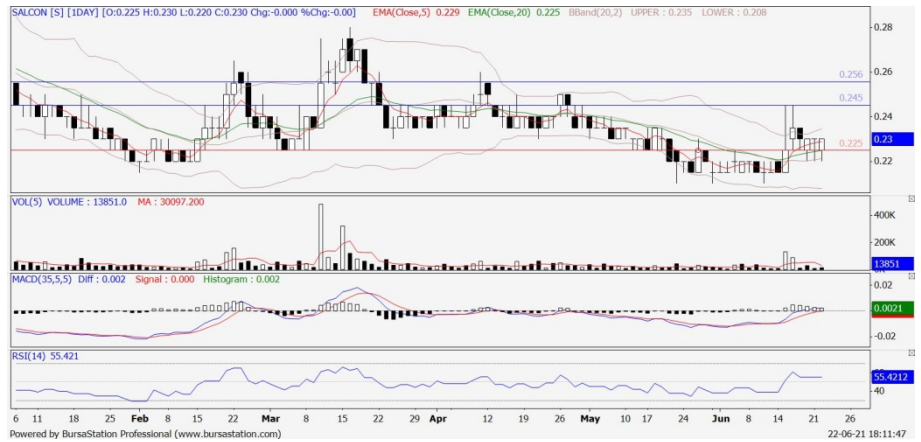 SALCON [S] [1DAY] [O:0.225 H:0.230 L:0.220 C:0.230 Chg:-0.000 %Chg:-0.00] EMA(Close,5) 0.229 EMA(Close,20) 0.225 BBand(20,2) UPPER : 0.235 LOWER : 0.208
0.28
0.26
0.256
0.245
0.24
0.23
0.225
0.22
VOL(5) VOLUME : 13851.0 MA : 30097.200
400K
200K
13851
MACD(35,5,5) Diff : 0.002 Signal : 0.000 Histogram : 0.002
0.02
0.0021
-0.02
RSI(14) 55.421
55.4212
40
6 11 18 25 Feb 8 15 22 Mar 8 15 22 29 Apr 12 19 26 May 10 17 24 Jun 7 14 21 26
Powered by BursaStation Professional (www.bursastation.com) 22-06-21 18:11:47